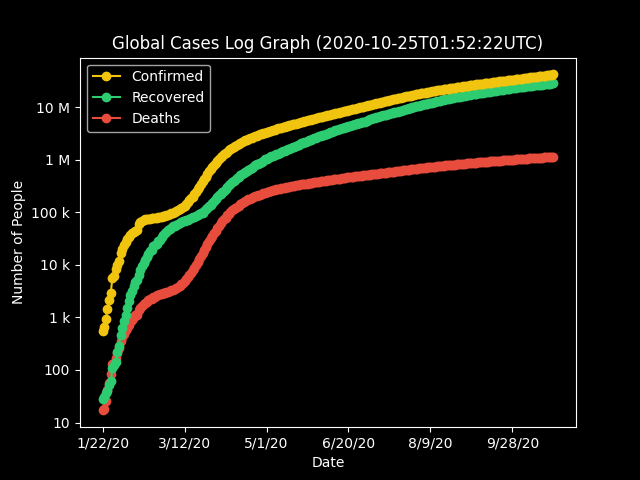 Global Cases Log Graph (2020-10-25T01:52:22UTC)
Confirmed
Recovered
Deaths
Number of People
10 M
1 M
100 k
10 k
1 k
100
10
1/22/20 3/12/20 5/1/20 6/20/20 8/9/20 9/28/20
Date